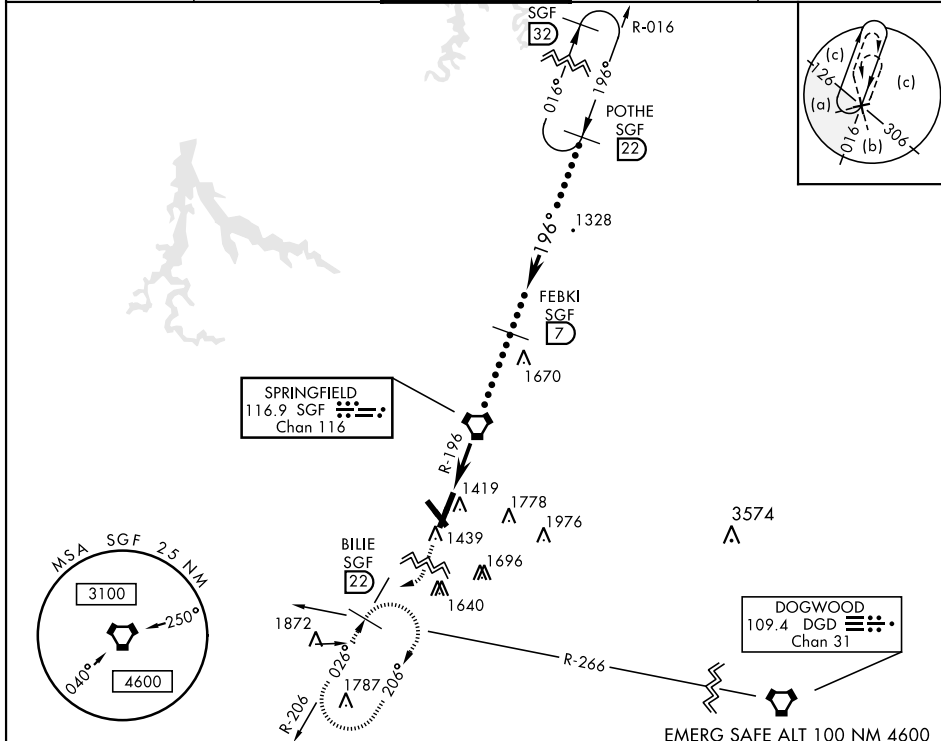 SGF
32
R-016
016°
196°
POTHE
SGF
22
(c)
126
(c)
(a)
016
(b)
306
196°
1328
FEBKI
SGF
7
1670
SPRINGFIELD
116.9 SGF
Chan 116
R-196
1419
1778
1976
3574
1439
1696
1640
BILIE
SGF
22
MSA SGF 25 NM
3100
250°
040°
4600
1872
026°
206°
1787
R-206
R-266
DOGWOOD
109.4 DGD
Chan 31
EMERG SAFE ALT 100 NM 4600